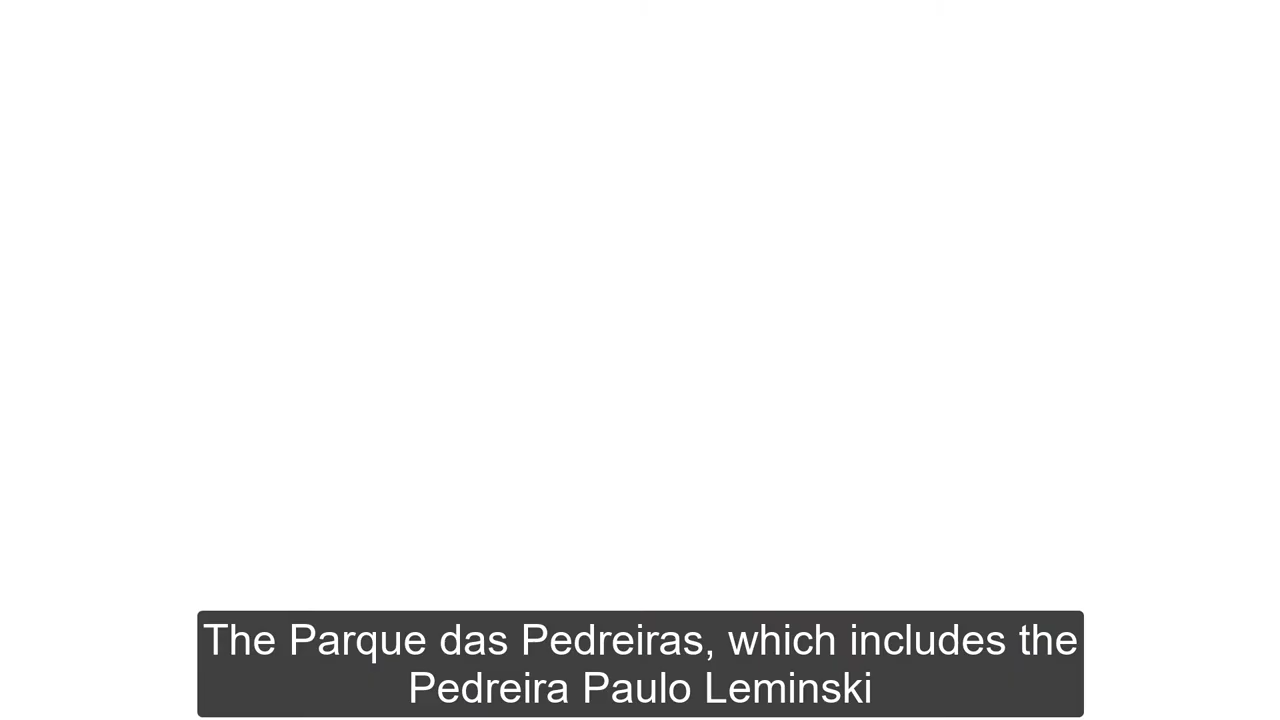 The Parque das Pedreiras, which includes the
Pedreira Paulo Leminski